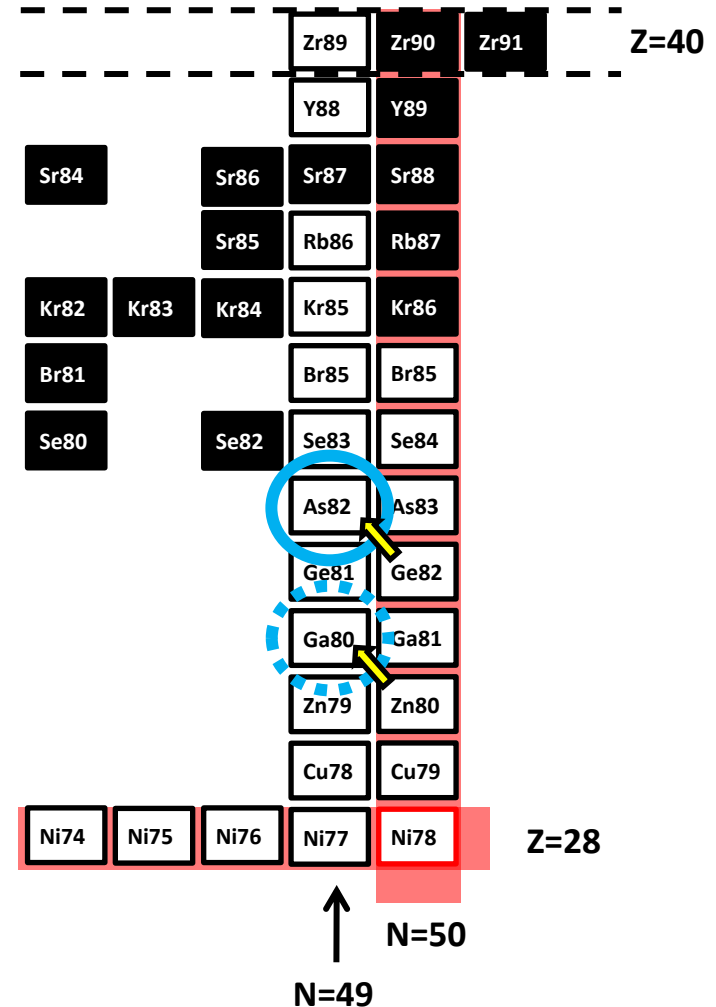 Zr89 Zr90 Zr91 Z=40
Y88 Y89
Sr84 Sr86 Sr87 Sr88
Sr85 Rb86 Rb87
Kr82 Kr83 Kr84 Kr85 Kr86
Br81 Br85 Br85
Se80 Se82 Se83 Se84
As82 As83
Ge81 Ge82
Ga80 Ga81
Zn79 Zn80
Cu78 Cu79
Ni74 Ni75 Ni76 Ni77 Ni78 Z=28
N=50
N=49